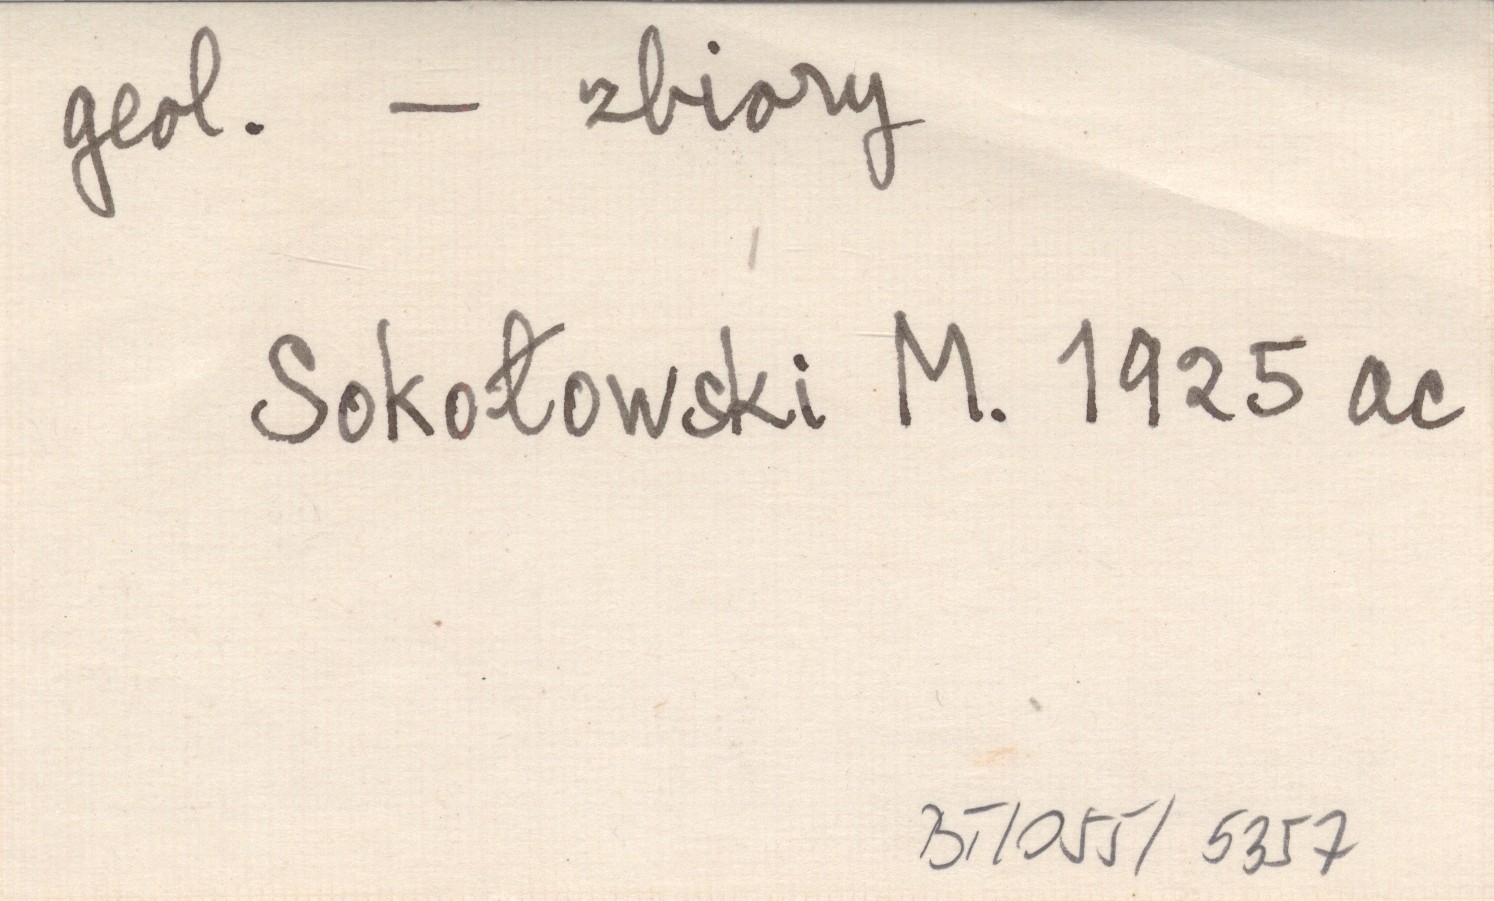 geol. — zbiory
Sokołowski M. 1925 ac
BT/055/ 5357